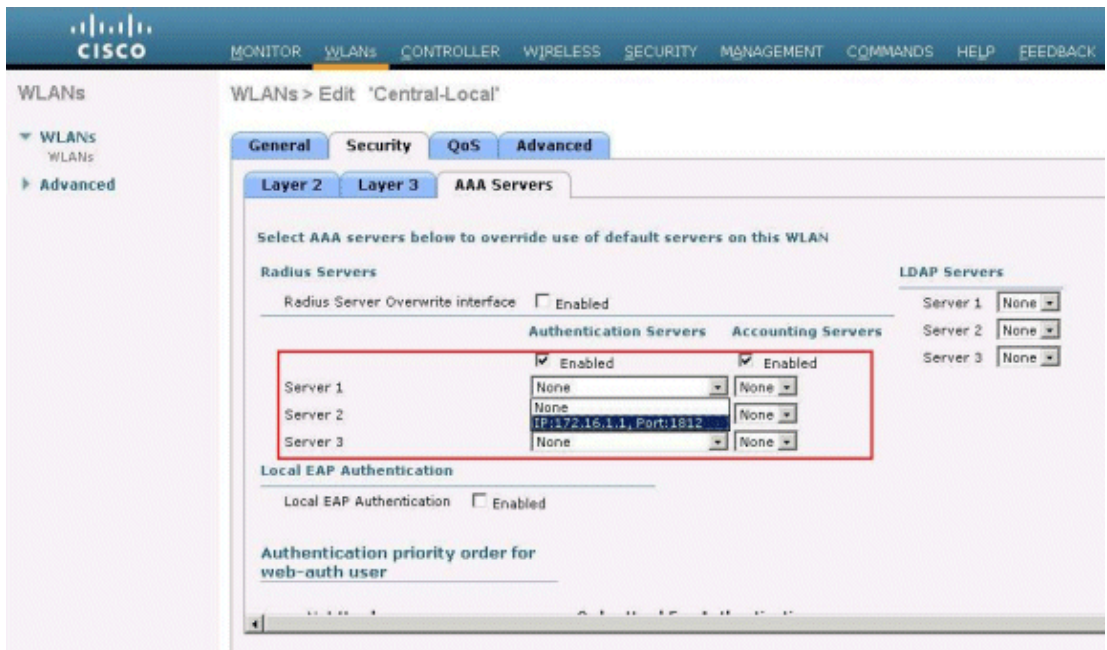 CISCO
MONITOR WLANs CONTROLLER WIRELESS SECURITY MANAGEMENT COMMANDS HELP FEEDBACK
WLANs
WLANs > Edit 'Central-Local'
WLANs
WLANs
Advanced
General Security QoS Advanced
Layer 2 Layer 3 AAA Servers
Select AAA servers below to override use of default servers on this WLAN
Radius Servers
LDAP Servers
Radius Server Overwrite interface Enabled
Server 1 None
Authentication Servers Accounting Servers
Server 2 None
Enabled Enabled
Server 3 None
Server 1 None None
None
Server 2 IP:172.16.1.1, Port:1812 None
Server 3 None None
Local EAP Authentication
Local EAP Authentication Enabled
Authentication priority order for
web-auth user